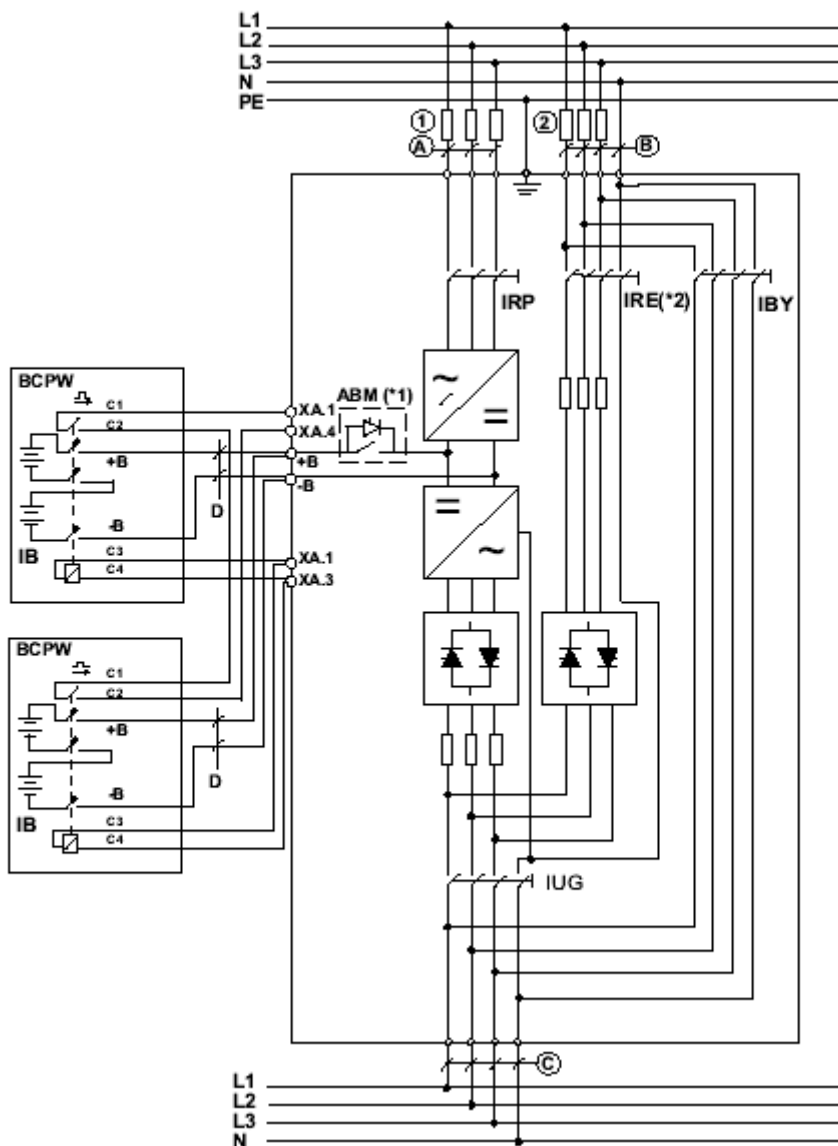 L1
L2
L3
N
PE
1
2
A
B
IRP
IRE(*2)
IBY
BCPW
C1
C2
+B
-B
IB
C3
C4
D
XA.1
XA.4
+B
-B
XA.1
XA.3
ABM (*1)
BCPW
C1
C2
+B
-B
IB
C3
C4
D
IUG
C
L1
L2
L3
N